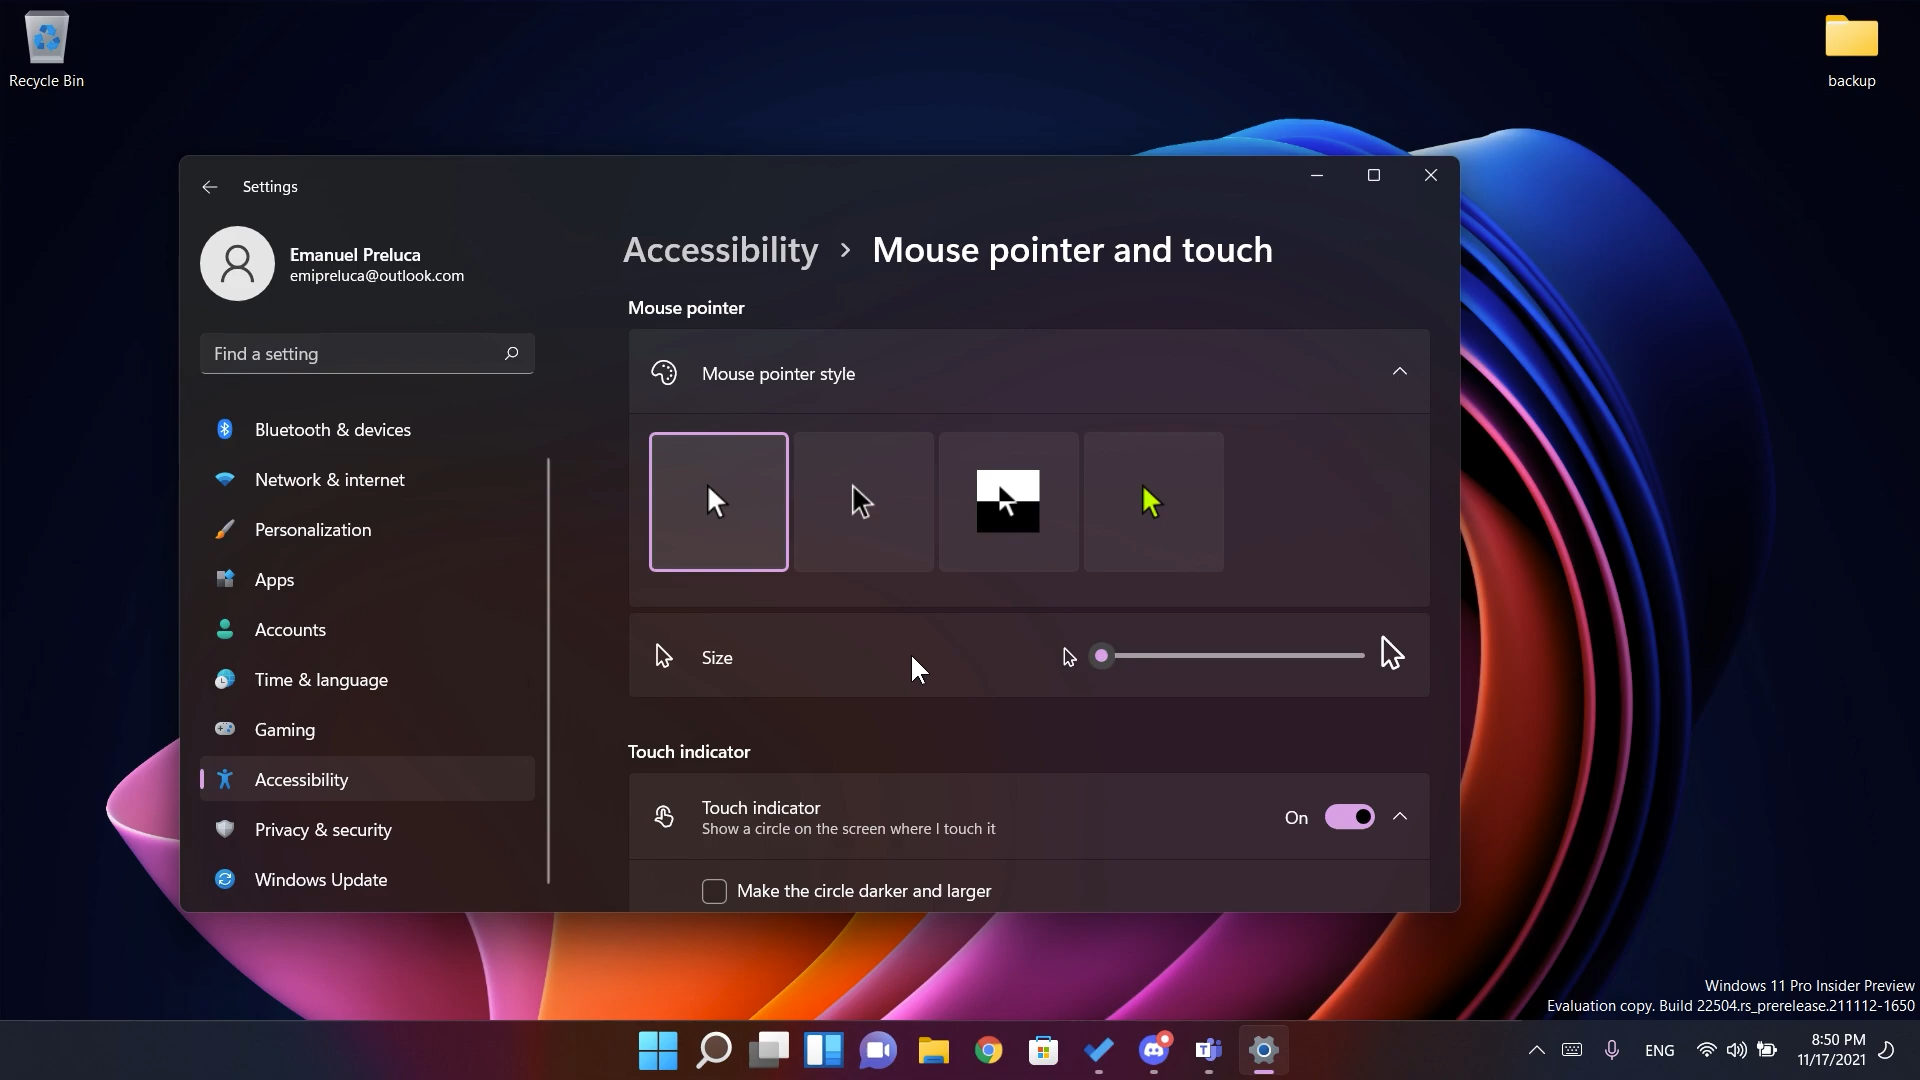 Recycle Bin
backup
Settings
Emanuel Preluca
emipreluca@outlook.com
Find a setting
Bluetooth & devices
Network & internet
Personalization
Apps
Accounts
Time & language
Gaming
Accessibility
Privacy & security
Windows Update
Accessibility > Mouse pointer and touch
Mouse pointer
Mouse pointer style
Size
Touch indicator
Touch indicator
Show a circle on the screen where I touch it
On
Make the circle darker and larger
Windows 11 Pro Insider Preview
Evaluation copy. Build 22504.rs_prerelease.211112-1650
ENG
8:50 PM
11/17/2021